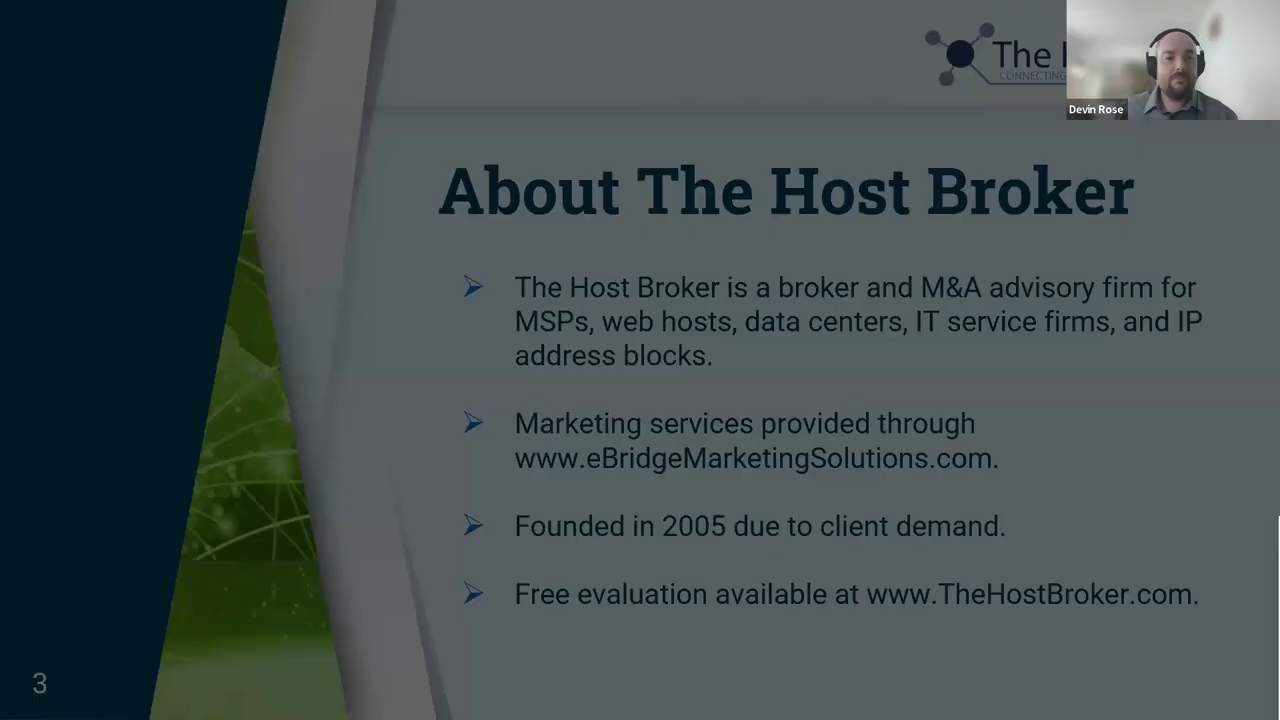 The
CONNECTING
Devin Rose
About The Host Broker
The Host Broker is a broker and M&A advisory firm for
MSPs, web hosts, data centers, IT service firms, and IP
address blocks.
Marketing services provided through
www.eBridgeMarketingSolutions.com.
Founded in 2005 due to client demand.
Free evaluation available at www.TheHostBroker.com.
3